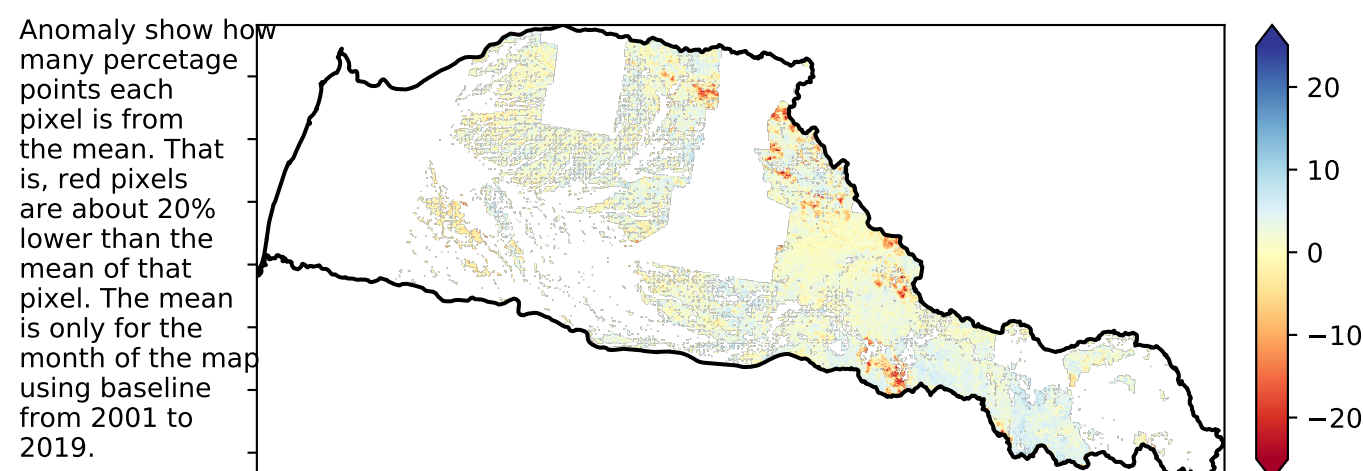 Anomaly show how
many percetage
points each
pixel is from
the mean. That
is, red pixels
are about 20%
lower than the
mean of that
pixel. The mean
is only for the
month of the map
using baseline
from 2001 to
2019.
20
10
0
−10
−20